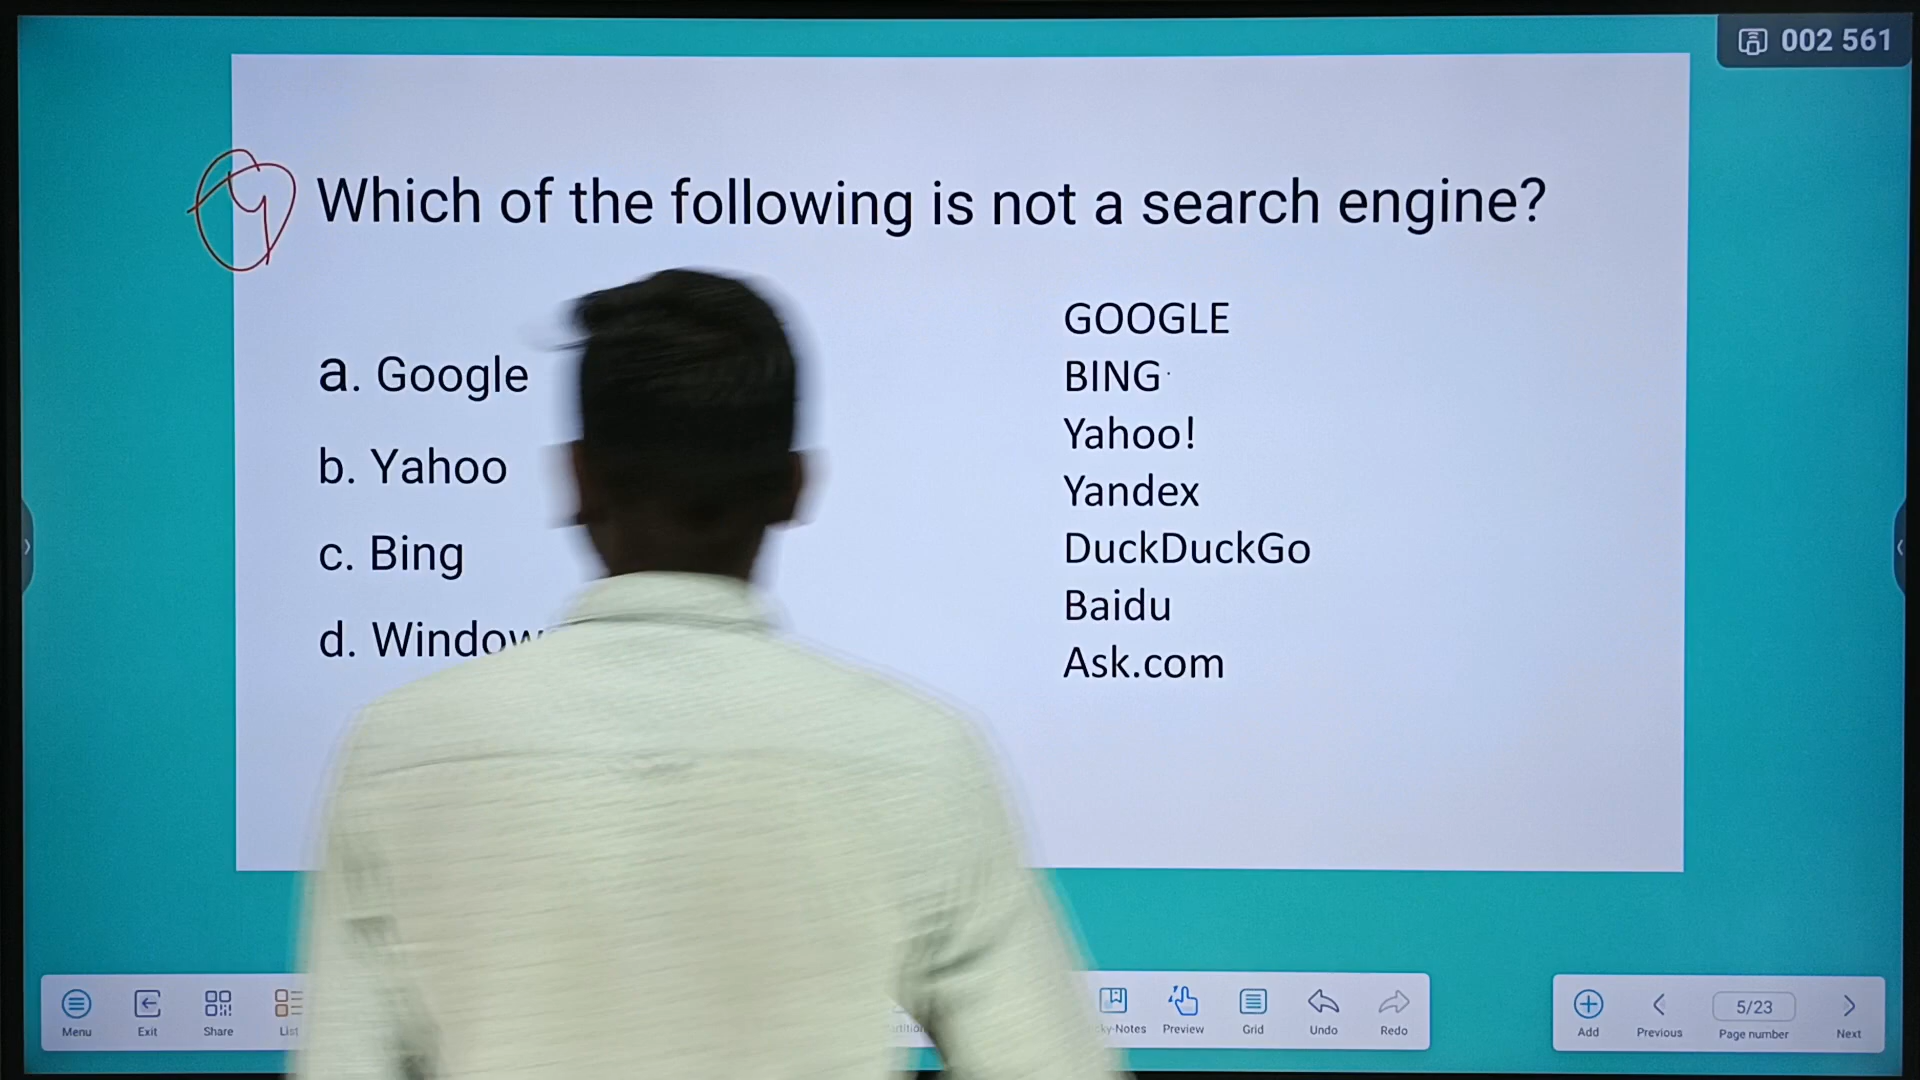 002 561
Which of the following is not a search engine?
a. Google
b. Yahoo
c. Bing
d.
GOOGLE
BING
Yahoo!
Yandex
DuckDuckGo
Baidu
Ask.com
Menu
Exit
Share
List
Preview
Grid
Undo
Redo
Add
Previous
5/23
Page number
Next